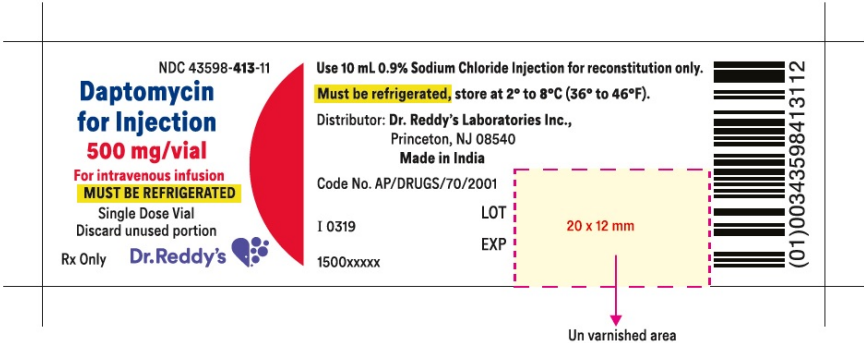 NDC 43598-413-11
Daptomycin
for Injection
500 mg/vial
For intravenous infusion
MUST BE REFRIGERATED
Single Dose Vial
Discard unused portion
Rx Only
Dr.Reddy's
Use 10 mL 0.9% Sodium Chloride Injection for reconstitution only.
Must be refrigerated, store at 2° to 8°C (36° to 46°F).
Distributor: Dr. Reddy's Laboratories Inc.,
Princeton, NJ 08540
Made in India
Code No. AP/DRUGS/70/2001
I 0319
1500xxxxx
LOT
EXP
20 x 12 mm
Un varnished area
(01)00343598413112